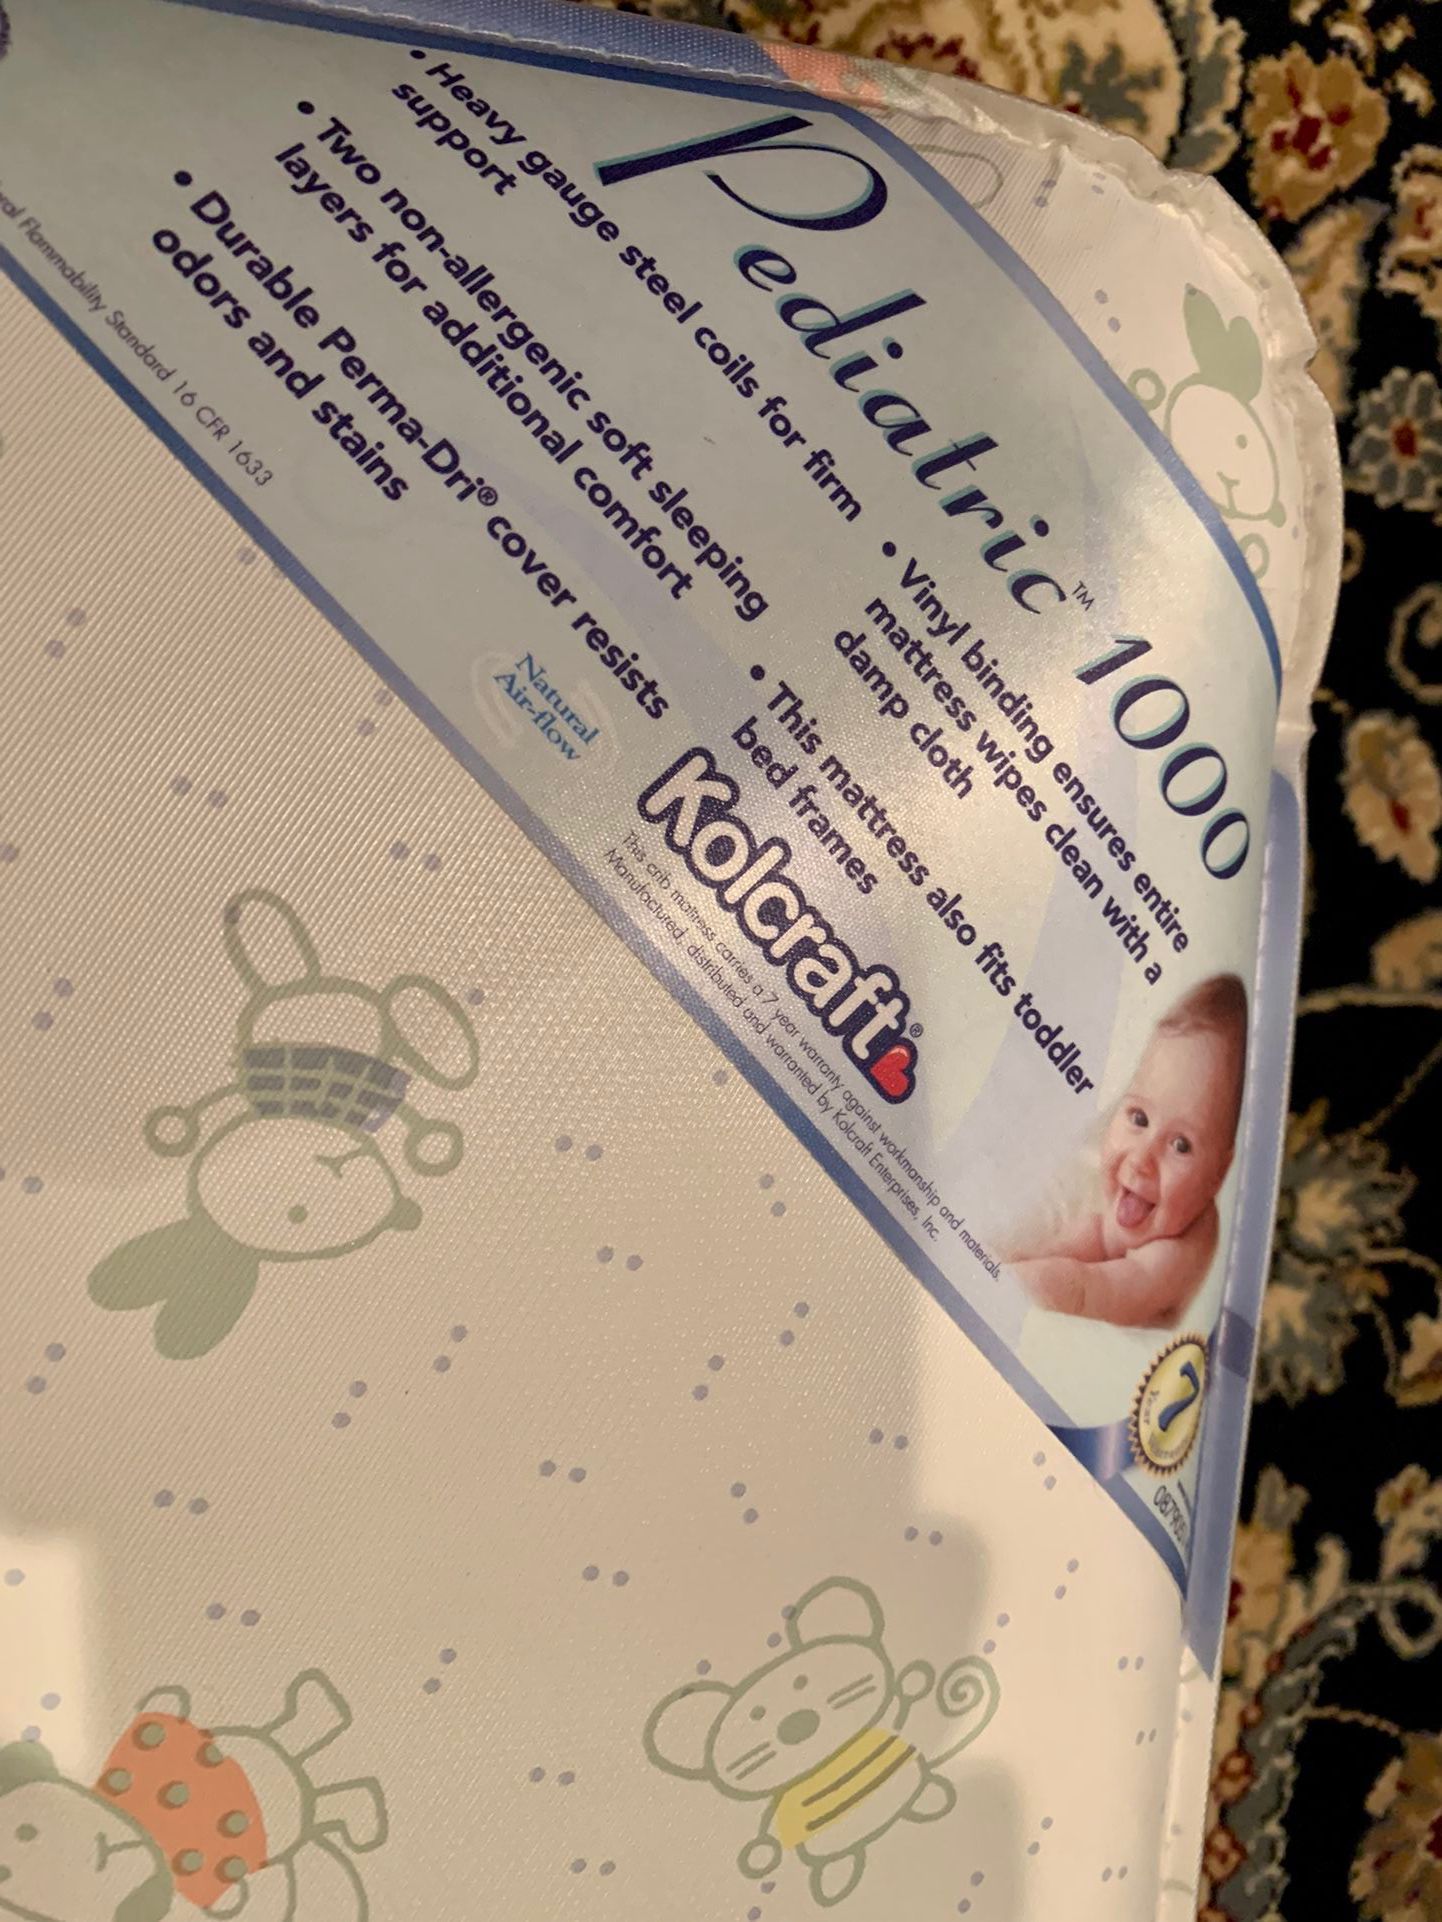 Pediatric™ 1000
• Heavy gauge steel coils for firm
support
• Two non-allergenic soft sleeping
layers for additional comfort
• Durable Perma-Dri® cover resists
odors and stains
• Vinyl binding ensures entire
mattress wipes clean with a
damp cloth
• This mattress also fits toddler
bed frames
Natural
Air-flow
Kolcraft®
This crib mattress carries a 7 year warranty against workmanship and materials.
Manufactured, distributed and warranted by Kolcraft Enterprises, Inc.
Flammability Standard 16 CFR 1633
7
Year